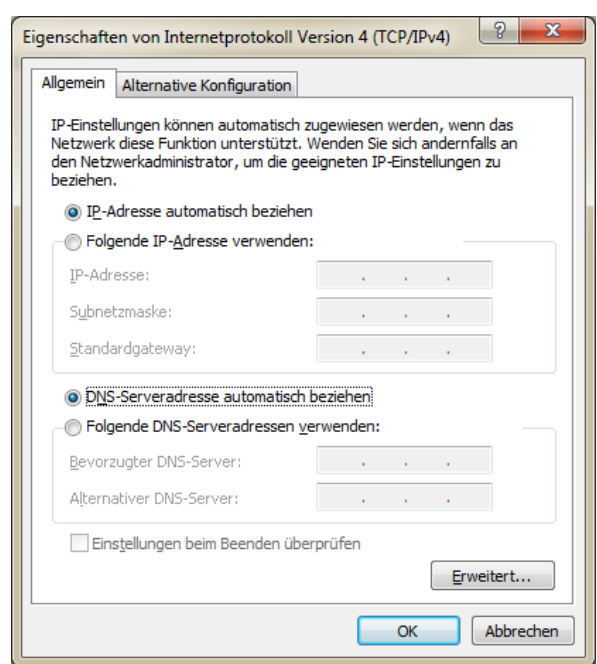 Eigenschaften von Internetprotokoll Version 4 (TCP/IPv4)
?
Allgemein
Alternative Konfiguration
IP-Einstellungen können automatisch zugewiesen werden, wenn das
Netzwerk diese Funktion unterstützt. Wenden Sie sich andernfalls an
den Netzwerkadministrator, um die geeigneten IP-Einstellungen zu
beziehen.
IP-Adresse automatisch beziehen
Folgende IP-Adresse verwenden:
IP-Adresse: . . .
Subnetzmaske: . . .
Standardgateway: . . .
DNS-Serveradresse automatisch beziehen
Folgende DNS-Serveradressen verwenden:
Bevorzugter DNS-Server: . . .
Alternativer DNS-Server: . . .
Einstellungen beim Beenden überprüfen
Erweitert...
OK
Abbrechen